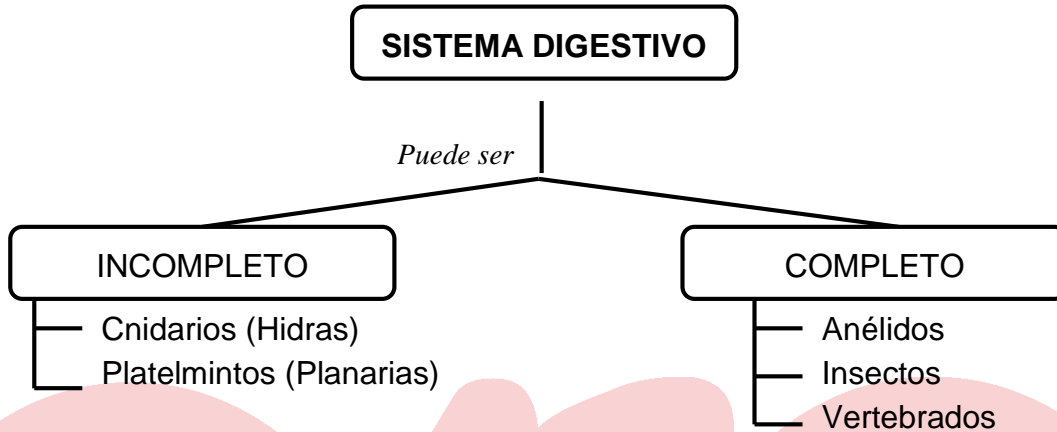 SISTEMA DIGESTIVO
Puede ser
INCOMPLETO
Cnidarios (Hidras)
Platelmintos (Planarias)
COMPLETO
Anélidos
Insectos
Vertebrados